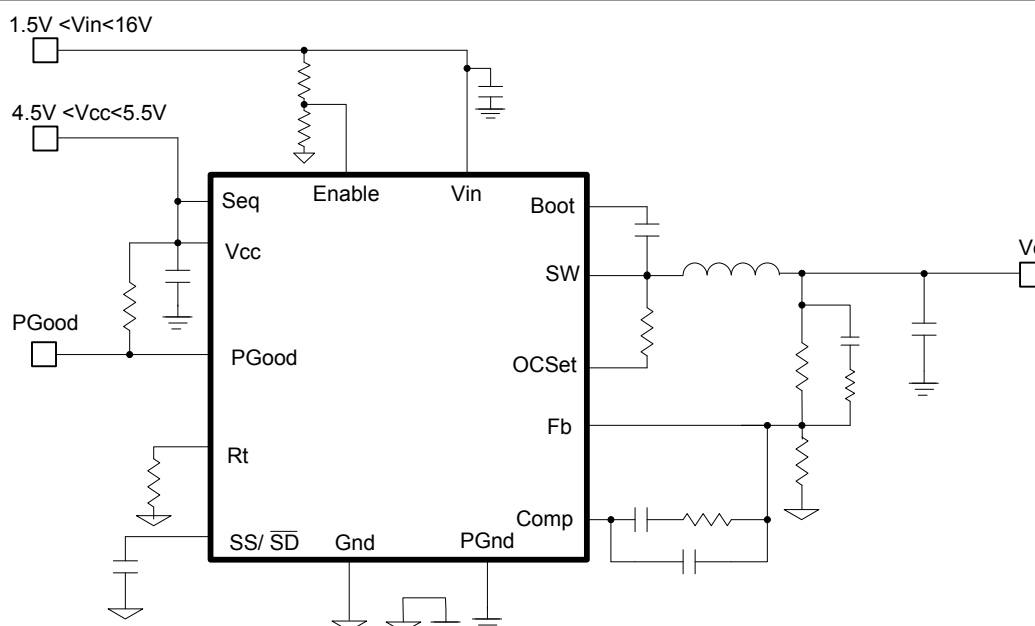 1.5V <Vin<16V
4.5V <Vcc<5.5V
Enable
Vin
Seq
Boot
Vcc
SW
PGood
PGood
OCSet
Fb
Rt
Comp
SS/ SD
Gnd
PGnd